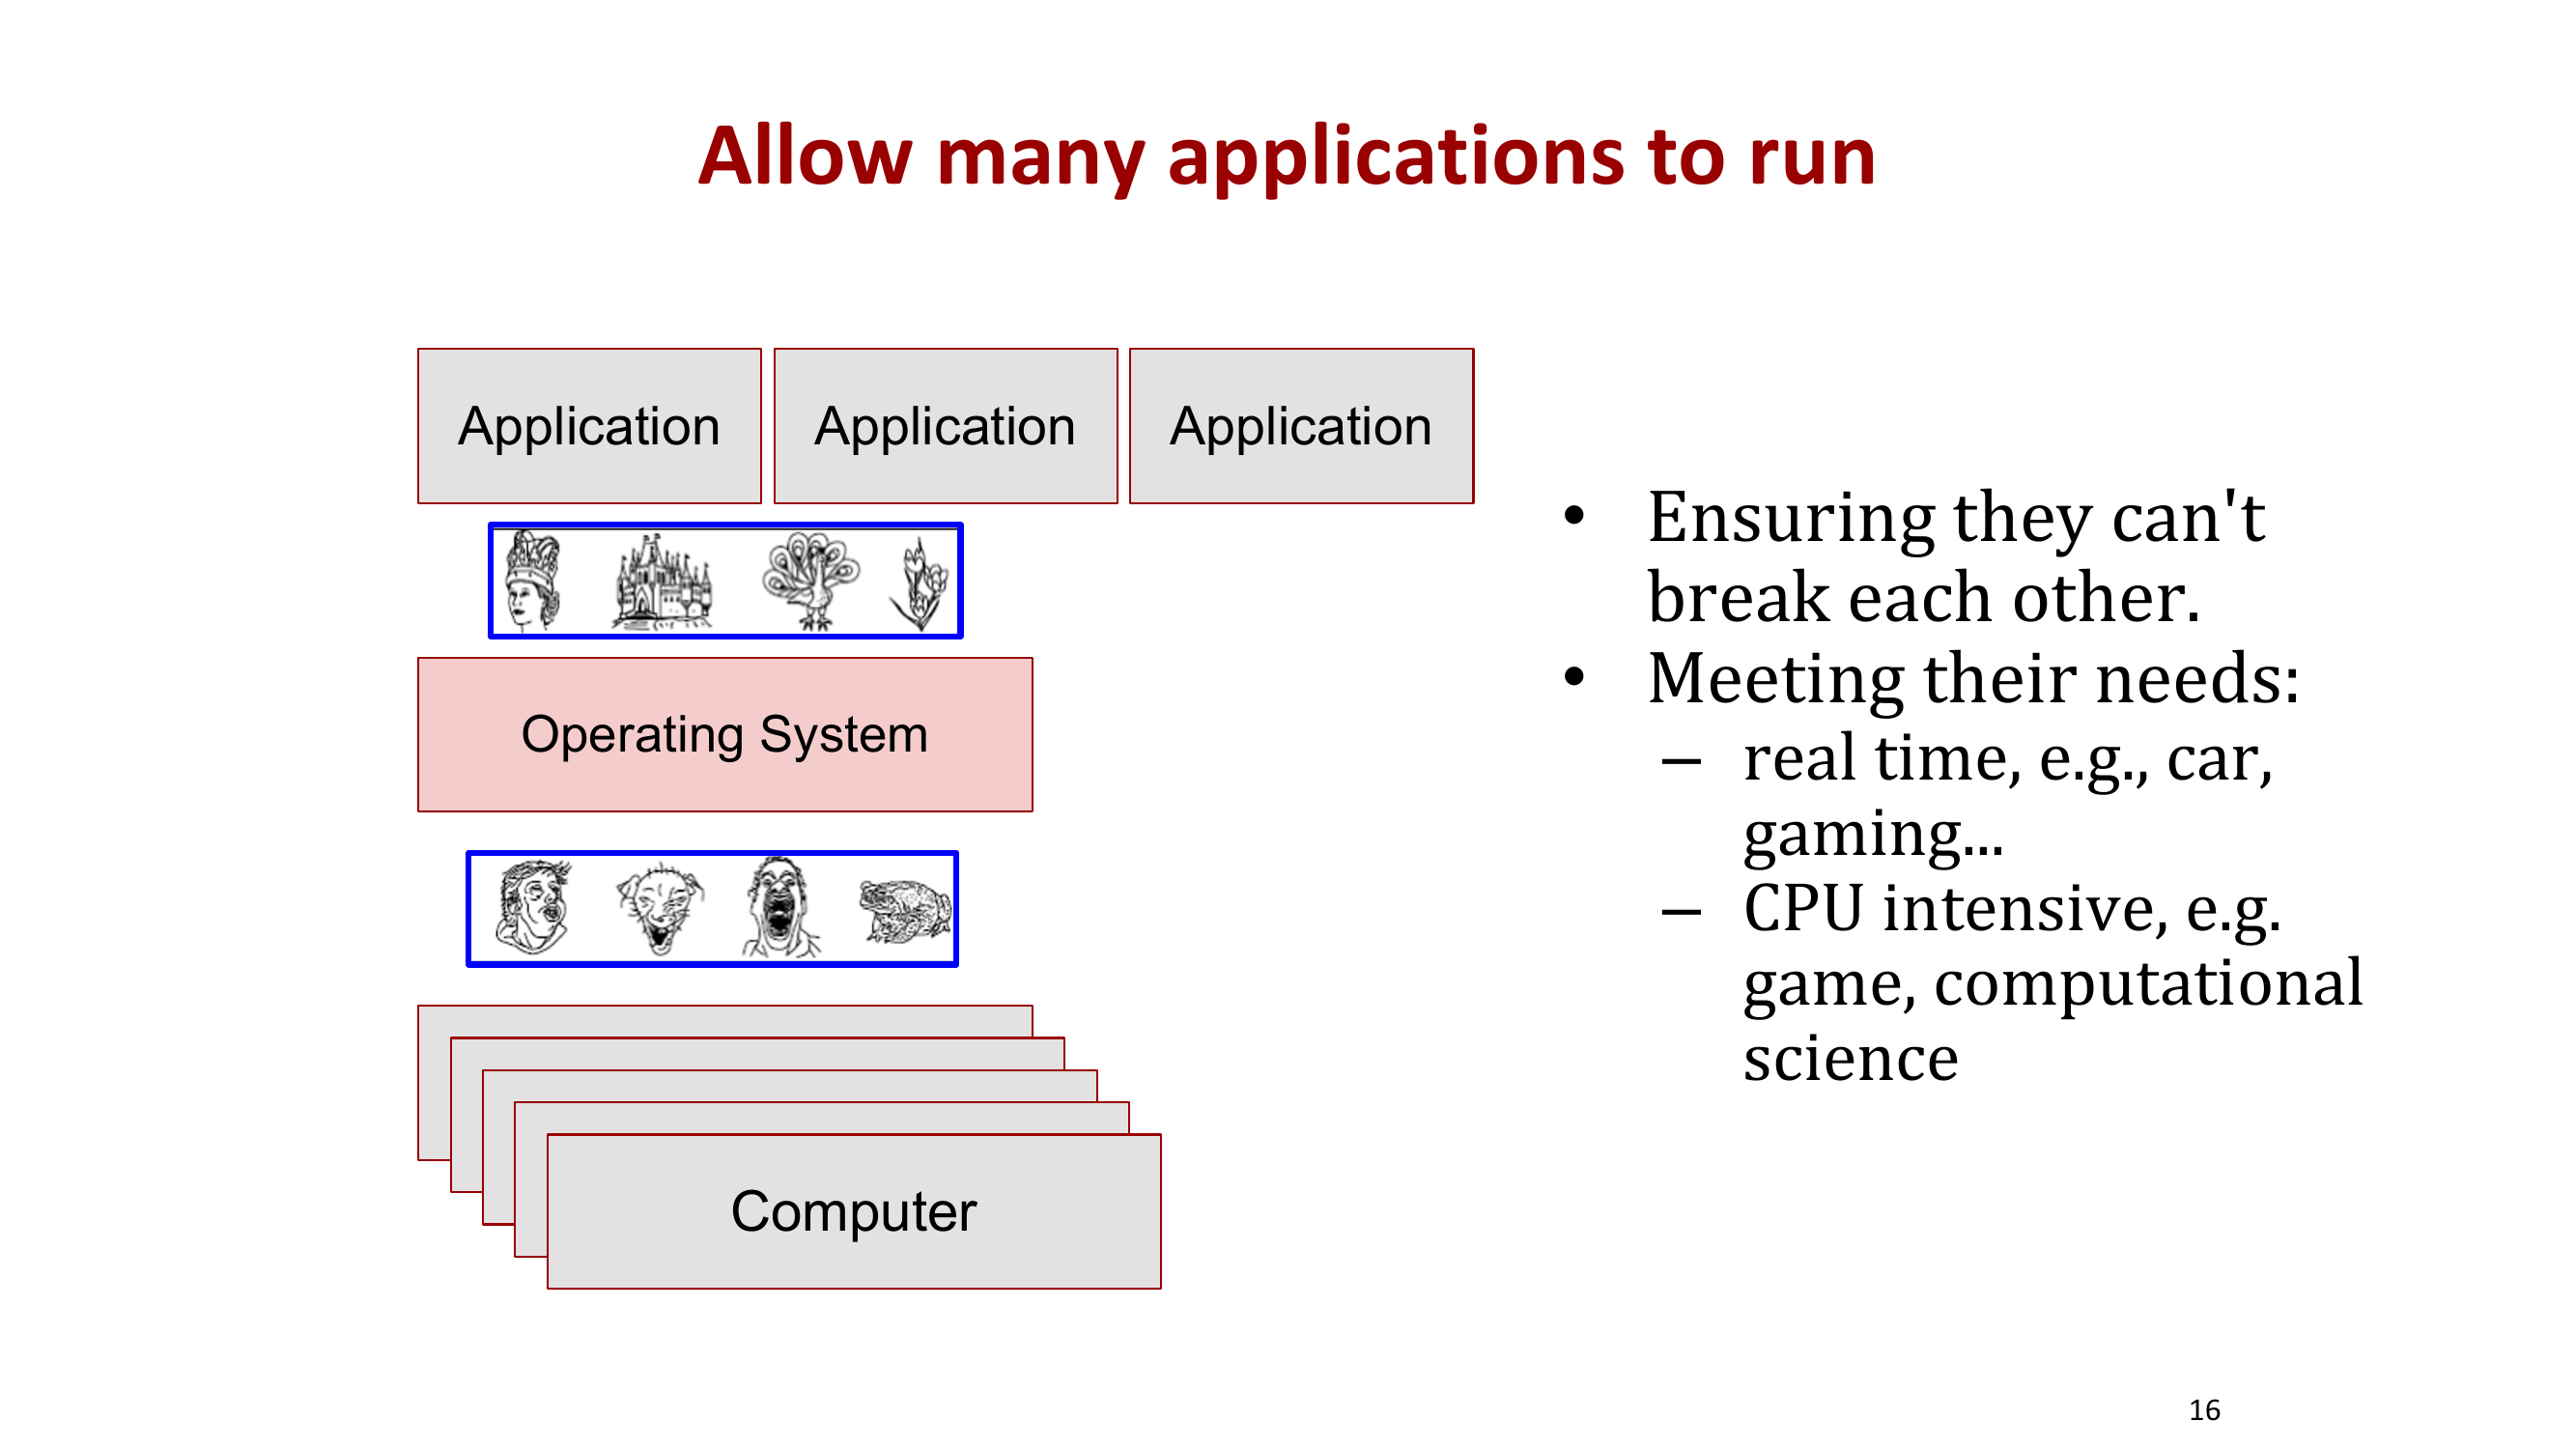 Allow many applications to run
Application Application Application
Operating System
Computer
• Ensuring they can't
break each other.
• Meeting their needs:
– real time, e.g., car,
gaming...
– CPU intensive, e.g.
game, computational
science
16